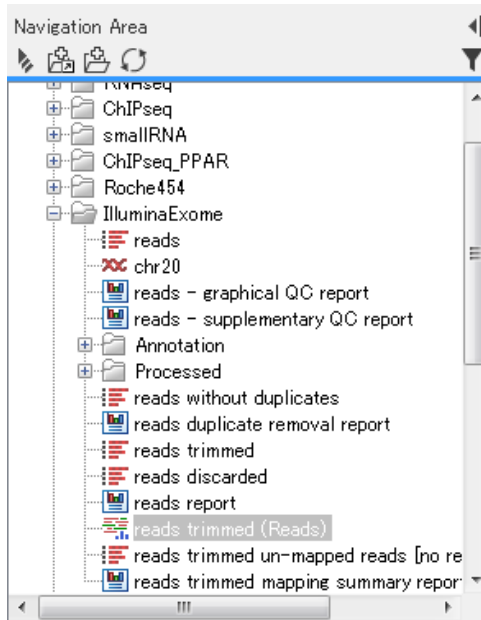 Navigation Area
RNAseq
ChIPseq
smallRNA
ChIPseq_PPAR
Roche454
IlluminaExome
reads
chr20
reads - graphical QC report
reads - supplementary QC report
Annotation
Processed
reads without duplicates
reads duplicate removal report
reads trimmed
reads discarded
reads report
reads trimmed (Reads)
reads trimmed un-mapped reads [no re
reads trimmed mapping summary repor